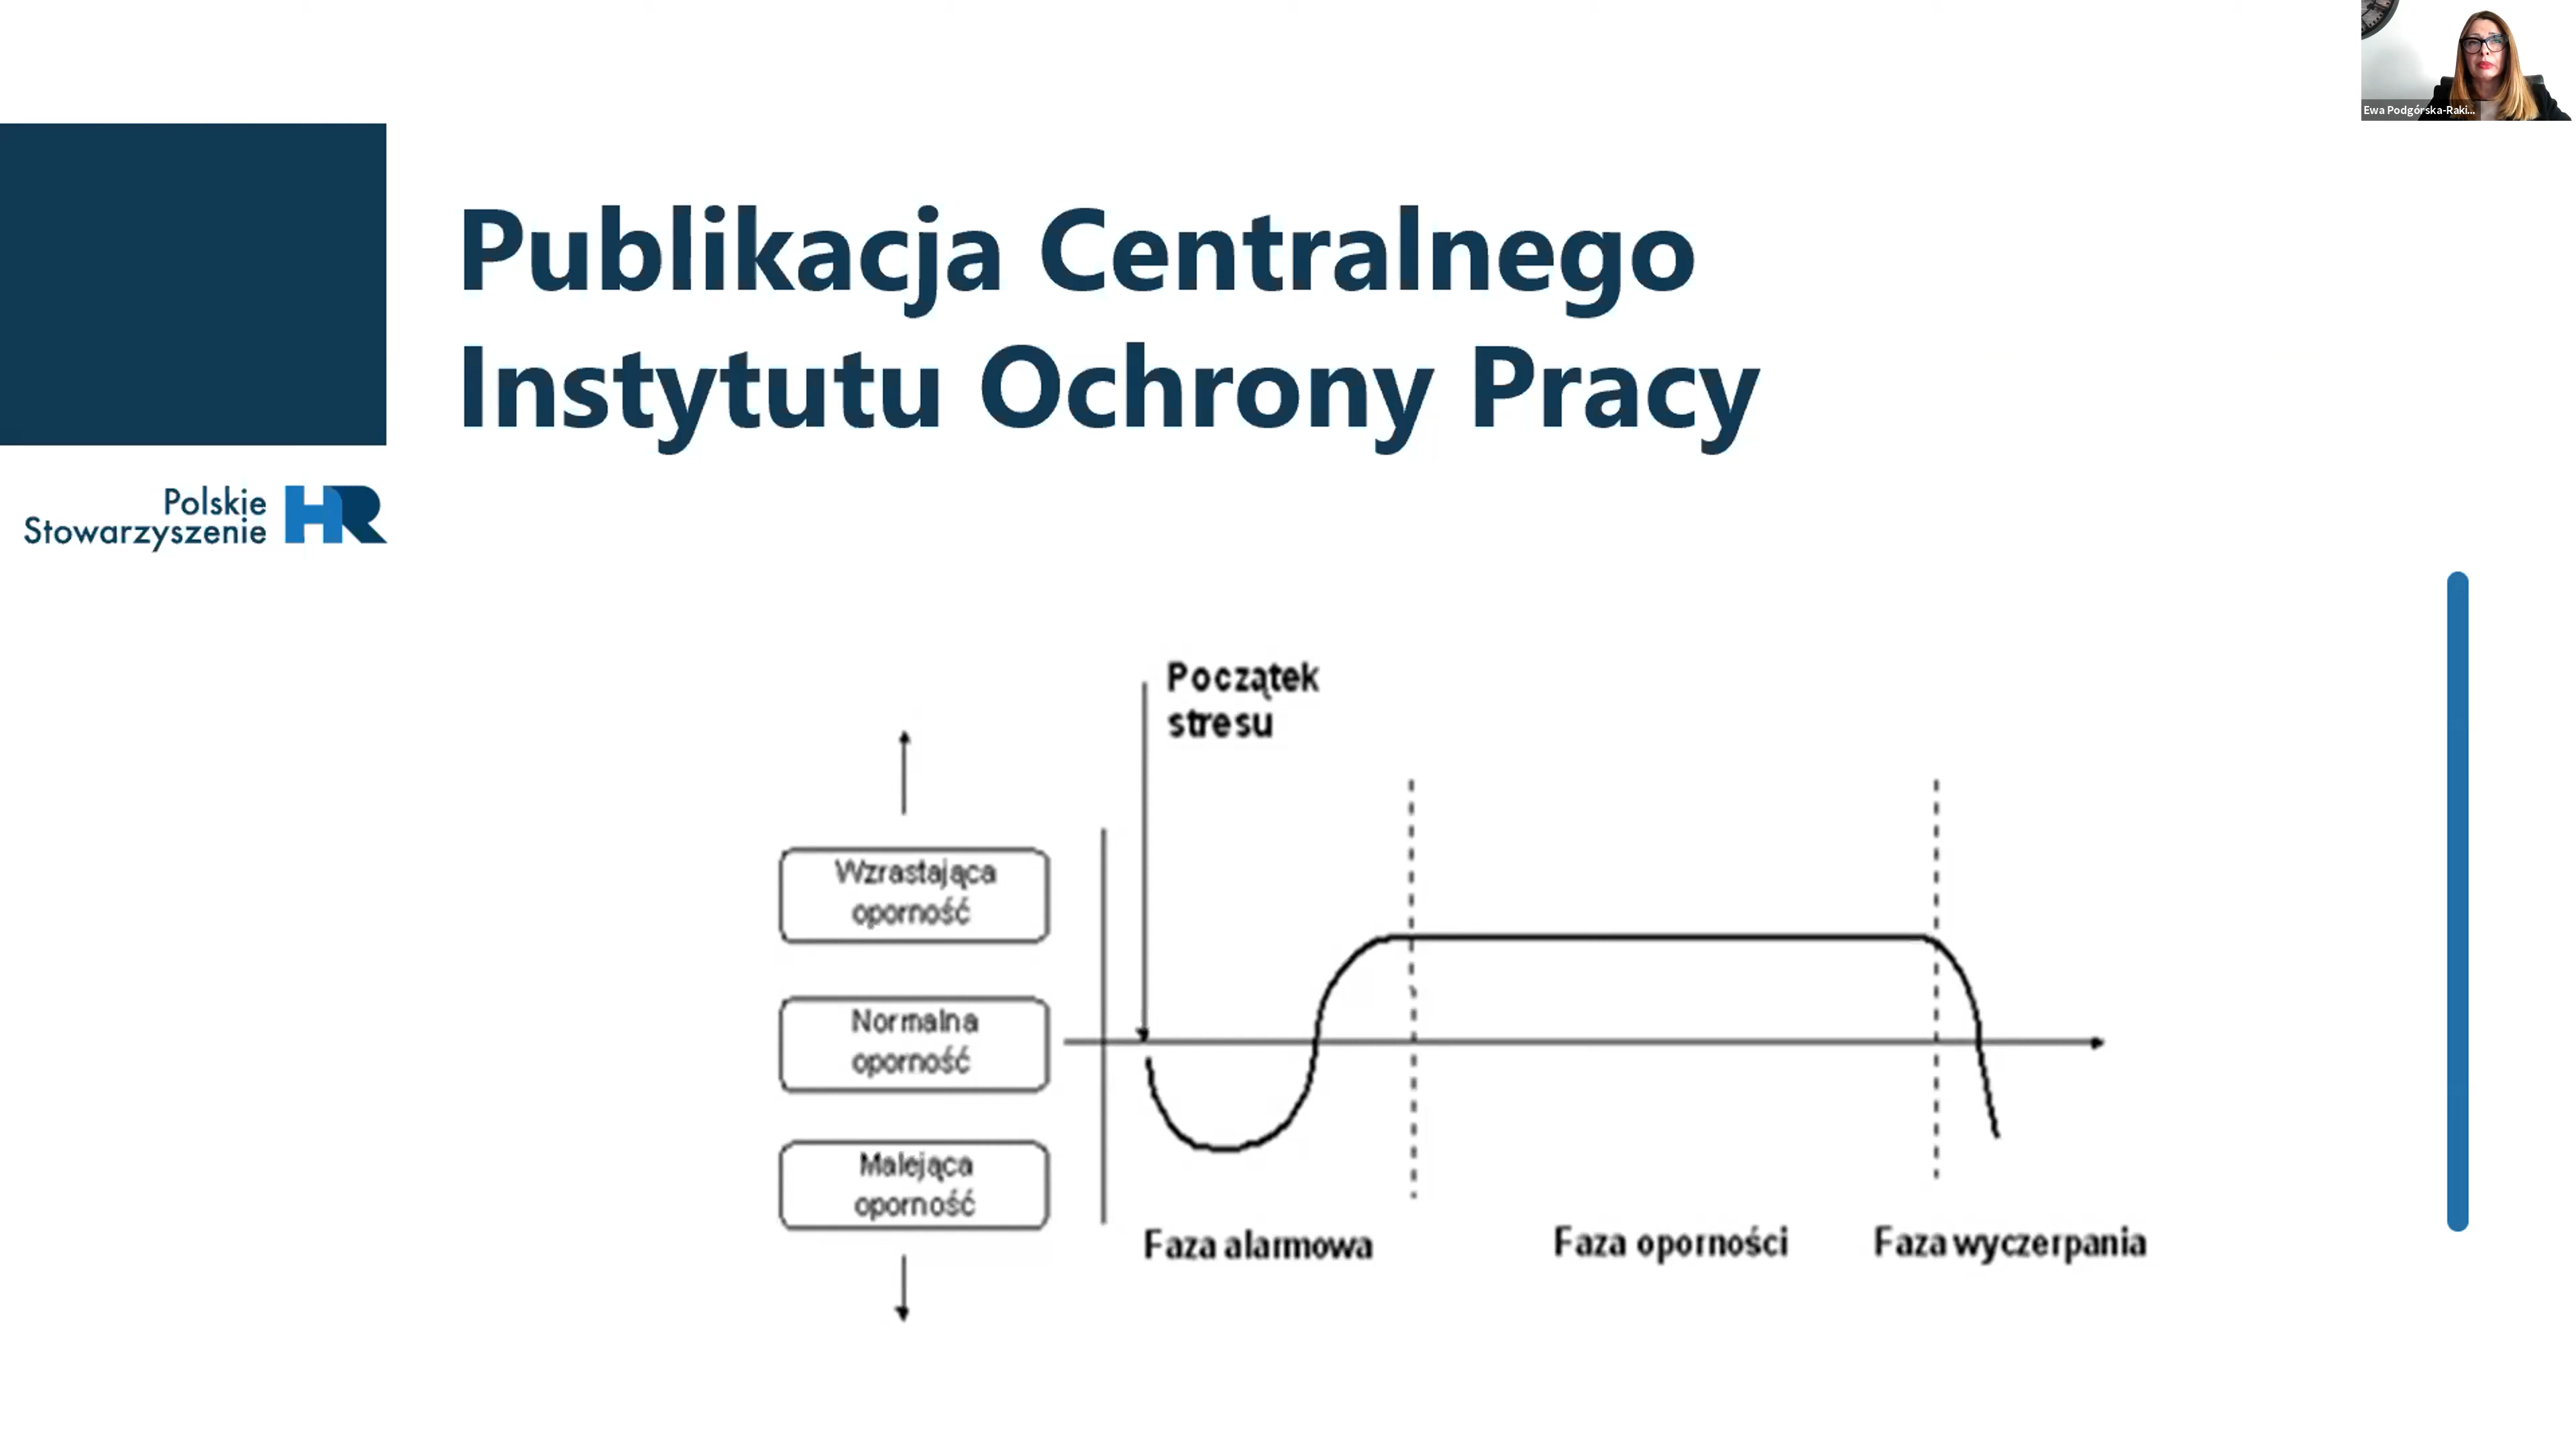 Ewa Podgórska-Raki...
Publikacja Centralnego
Instytutu Ochrony Pracy
Polskie
Stowarzyszenie HR
Początek
stresu
Wzrastająca
oporność
Normalna
oporność
Malejąca
oporność
Faza alarmowa
Faza oporności
Faza wyczerpania